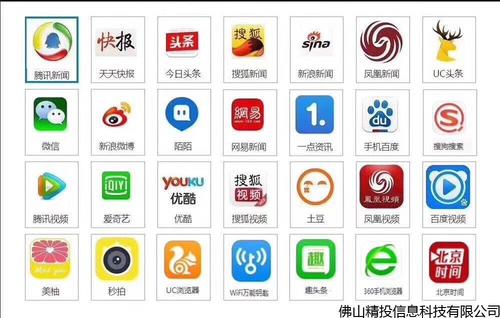 腾讯新闻
快报
天天快报
头条
今日头条
搜狐
搜狐新闻
sina
新浪新闻
凤凰新闻
UC头条
微信
新浪微博
陌陌
網易
网易新闻
1.
一点资讯
du
百度
手机百度
S
搜狗搜索
腾讯视频
iQIYI
爱奇艺
YOUKU
优酷
优酷
搜狐
视频
搜狐视频
土豆
鳳凰视频
凤凰视频
百度视频
Meet you
美柚
秒拍
UC浏览器
WiFi万能钥匙
趣
趣头条
e
360手机浏览器
北京
时间
北京时间
佛山精投信息科技有限公司